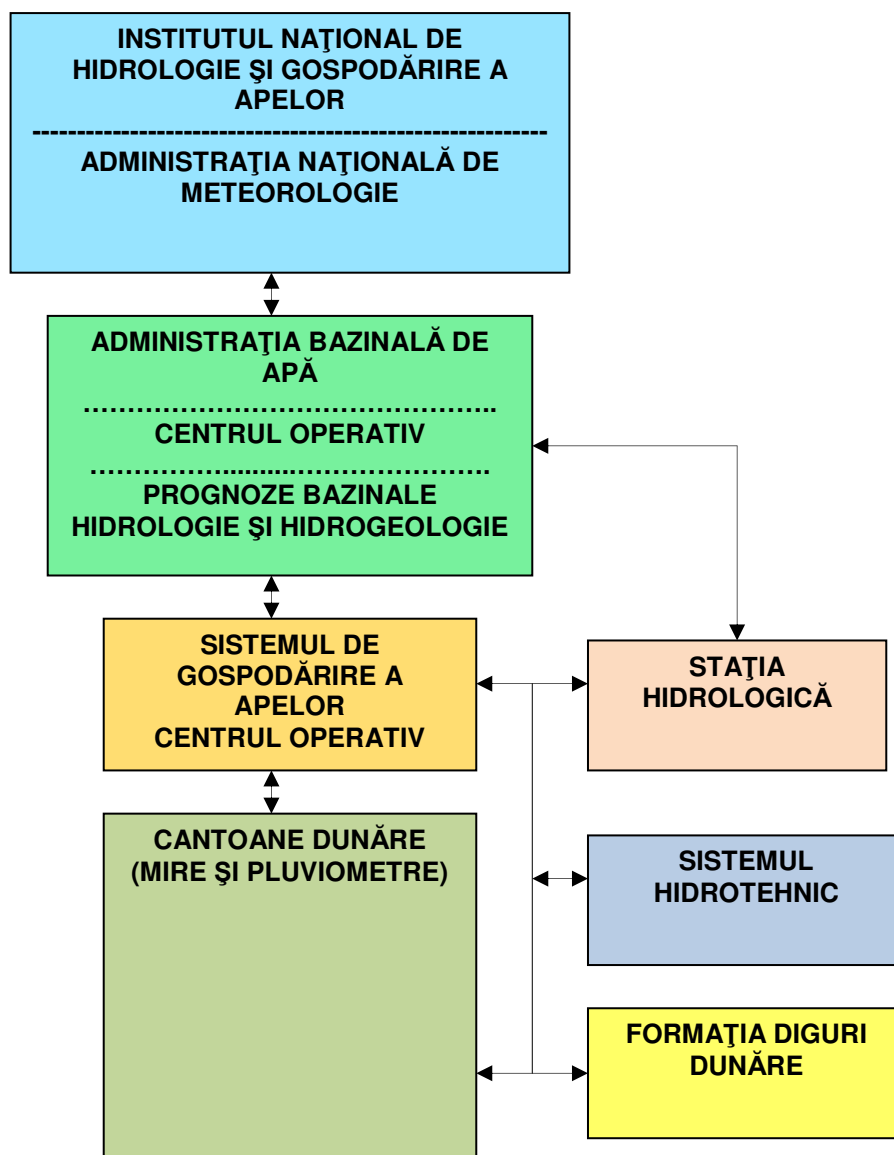 INSTITUTUL NAŢIONAL DE
HIDROLOGIE ŞI GOSPODĂRIRE A
APELOR
----------------------------------------------------------
ADMINISTRAŢIA NAŢIONALĂ DE
METEOROLOGIE
ADMINISTRAŢIA BAZINALĂ DE
APĂ
………………………………………..
CENTRUL OPERATIV
……………..........………………….
PROGNOZE BAZINALE
HIDROLOGIE ŞI HIDROGEOLOGIE
SISTEMUL DE
GOSPODĂRIRE A
APELOR
CENTRUL OPERATIV
STAŢIA
HIDROLOGICĂ
CANTOANE DUNĂRE
(MIRE ŞI PLUVIOMETRE)
SISTEMUL
HIDROTEHNIC
FORMAŢIA DIGURI
DUNĂRE